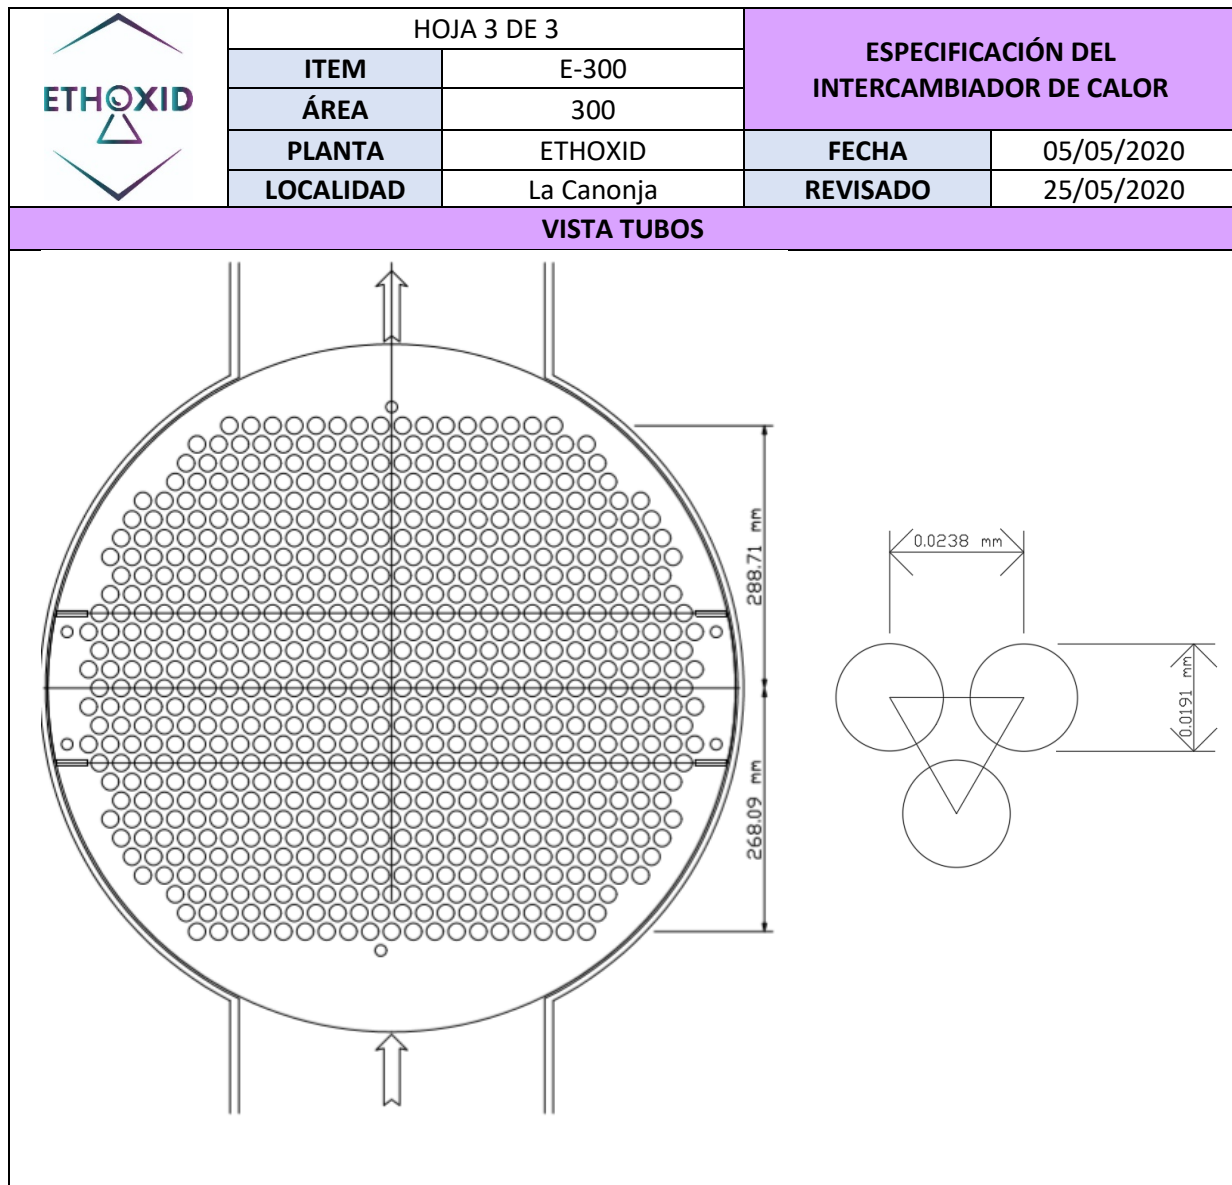 HOJA 3 DE 3
ESPECIFICACIÓN DEL
INTERCAMBIADOR DE CALOR
ETHOXID
ITEM E-300
ÁREA 300
PLANTA ETHOXID FECHA 05/05/2020
LOCALIDAD La Canonja REVISADO 25/05/2020
VISTA TUBOS
288.71 mm
268.09 mm
0.0238 mm
0.0191 mm